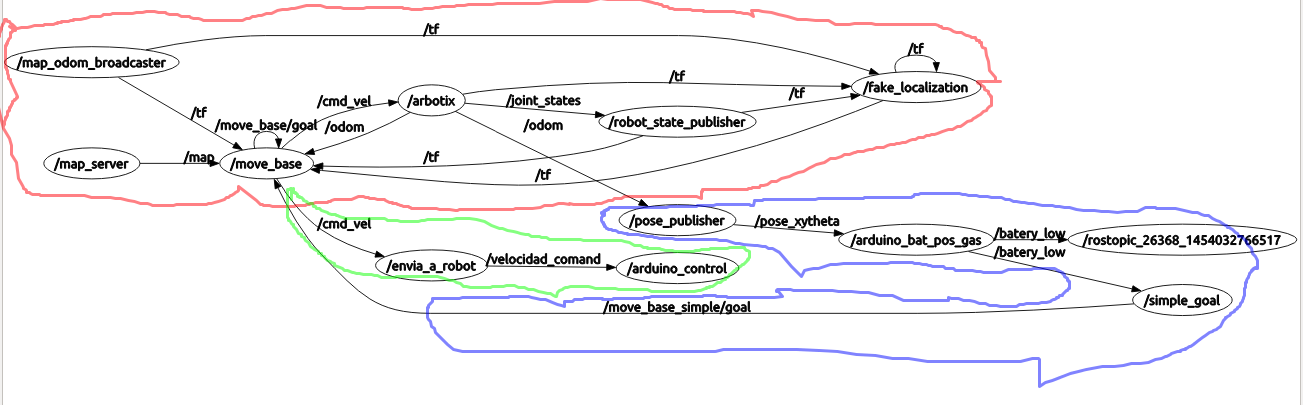 /tf
/tf
/map_odom_broadcaster
/tf
/fake_localization
/tf
/cmd_vel
/arbotix
/joint_states
/tf
/move_base/goal
/odom
/odom
/robot_state_publisher
/map_server
/map
/move_base
/tf
/tf
/cmd_vel
/pose_publisher
/pose_xytheta
/arduino_bat_pos_gas
/batery_low
/rostopic_26368_1454032766517
/batery_low
/envia_a_robot
/velocidad_comand
/arduino_control
/simple_goal
/move_base_simple/goal